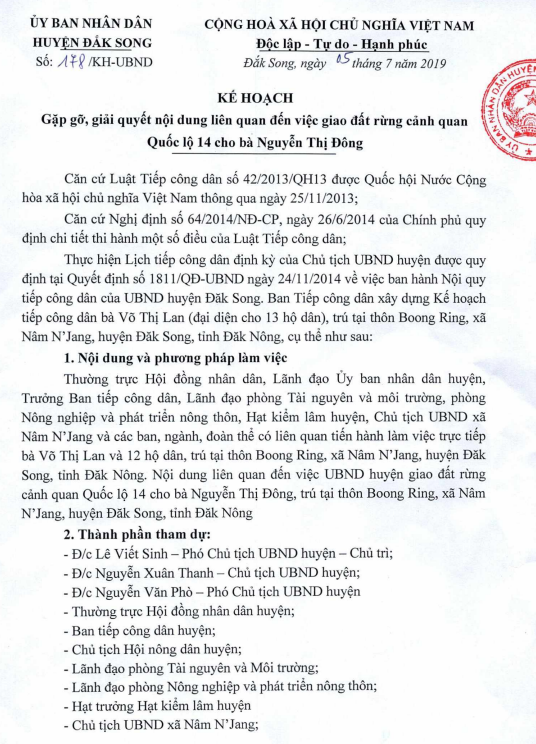 ỦY BAN NHÂN DÂN
HUYỆN ĐẮK SONG
Số: 178/KH-UBND
CỘNG HOÀ XÃ HỘI CHỦ NGHĨA VIỆT NAM
Độc lập - Tự do - Hạnh phúc
Đắk Song, ngày 05 tháng 7 năm 2019
KẾ HOẠCH
Gặp gỡ, giải quyết nội dung liên quan đến việc giao đất rừng cảnh quan
Quốc lộ 14 cho bà Nguyễn Thị Đông
Căn cứ Luật Tiếp công dân số 42/2013/QH13 được Quốc hội Nước Cộng
hòa xã hội chủ nghĩa Việt Nam thông qua ngày 25/11/2013;
Căn cứ Nghị định số 64/2014/NĐ-CP, ngày 26/6/2014 của Chính phủ quy
định chi tiết thi hành một số điều của Luật Tiếp công dân;
Thực hiện Lịch tiếp công dân định kỳ của Chủ tịch UBND huyện được quy
định tại Quyết định số 1811/QĐ-UBND ngày 24/11/2014 về việc ban hành Nội quy
tiếp công dân của UBND huyện Đăk Song. Ban Tiếp công dân xây dựng Kế hoạch
tiếp công dân bà Võ Thị Lan (đại diện cho 13 hộ dân), trú tại thôn Boong Ring, xã
Nâm N’Jang, huyện Đăk Song, tỉnh Đăk Nông, cụ thể như sau:
1. Nội dung và phương pháp làm việc
Thường trực Hội đồng nhân dân, Lãnh đạo Ủy ban nhân dân huyện,
Trưởng Ban tiếp công dân, Lãnh đạo phòng Tài nguyên và môi trường, phòng
Nông nghiệp và phát triển nông thôn, Hạt kiểm lâm huyện, Chủ tịch UBND xã
Nâm N’Jang và các ban, ngành, đoàn thể có liên quan tiến hành làm việc trực tiếp
bà Võ Thị Lan và 12 hộ dân, trú tại thôn Boong Ring, xã Nâm N’Jang, huyện Đăk
Song, tỉnh Đăk Nông. Nội dung liên quan đến việc UBND huyện giao đất rừng
cảnh quan Quốc lộ 14 cho bà Nguyễn Thị Đông, trú tại thôn Boong Ring, xã Nâm
N’Jang, huyện Đăk Song, tỉnh Đăk Nông
2. Thành phần tham dự:
- Đ/c Lê Viết Sinh – Phó Chủ tịch UBND huyện – Chủ trì;
- Đ/c Nguyễn Xuân Thanh – Chủ tịch UBND huyện;
- Đ/c Nguyễn Văn Phò – Phó Chủ tịch UBND huyện
- Thường trực Hội đồng nhân dân huyện;
- Ban tiếp công dân huyện;
- Chủ tịch Hội nông dân huyện;
- Lãnh đạo phòng Tài nguyên và Môi trường;
- Lãnh đạo phòng Nông nghiệp và phát triển nông thôn;
- Hạt trưởng Hạt kiểm lâm huyện
- Chủ tịch UBND xã Nâm N’Jang;